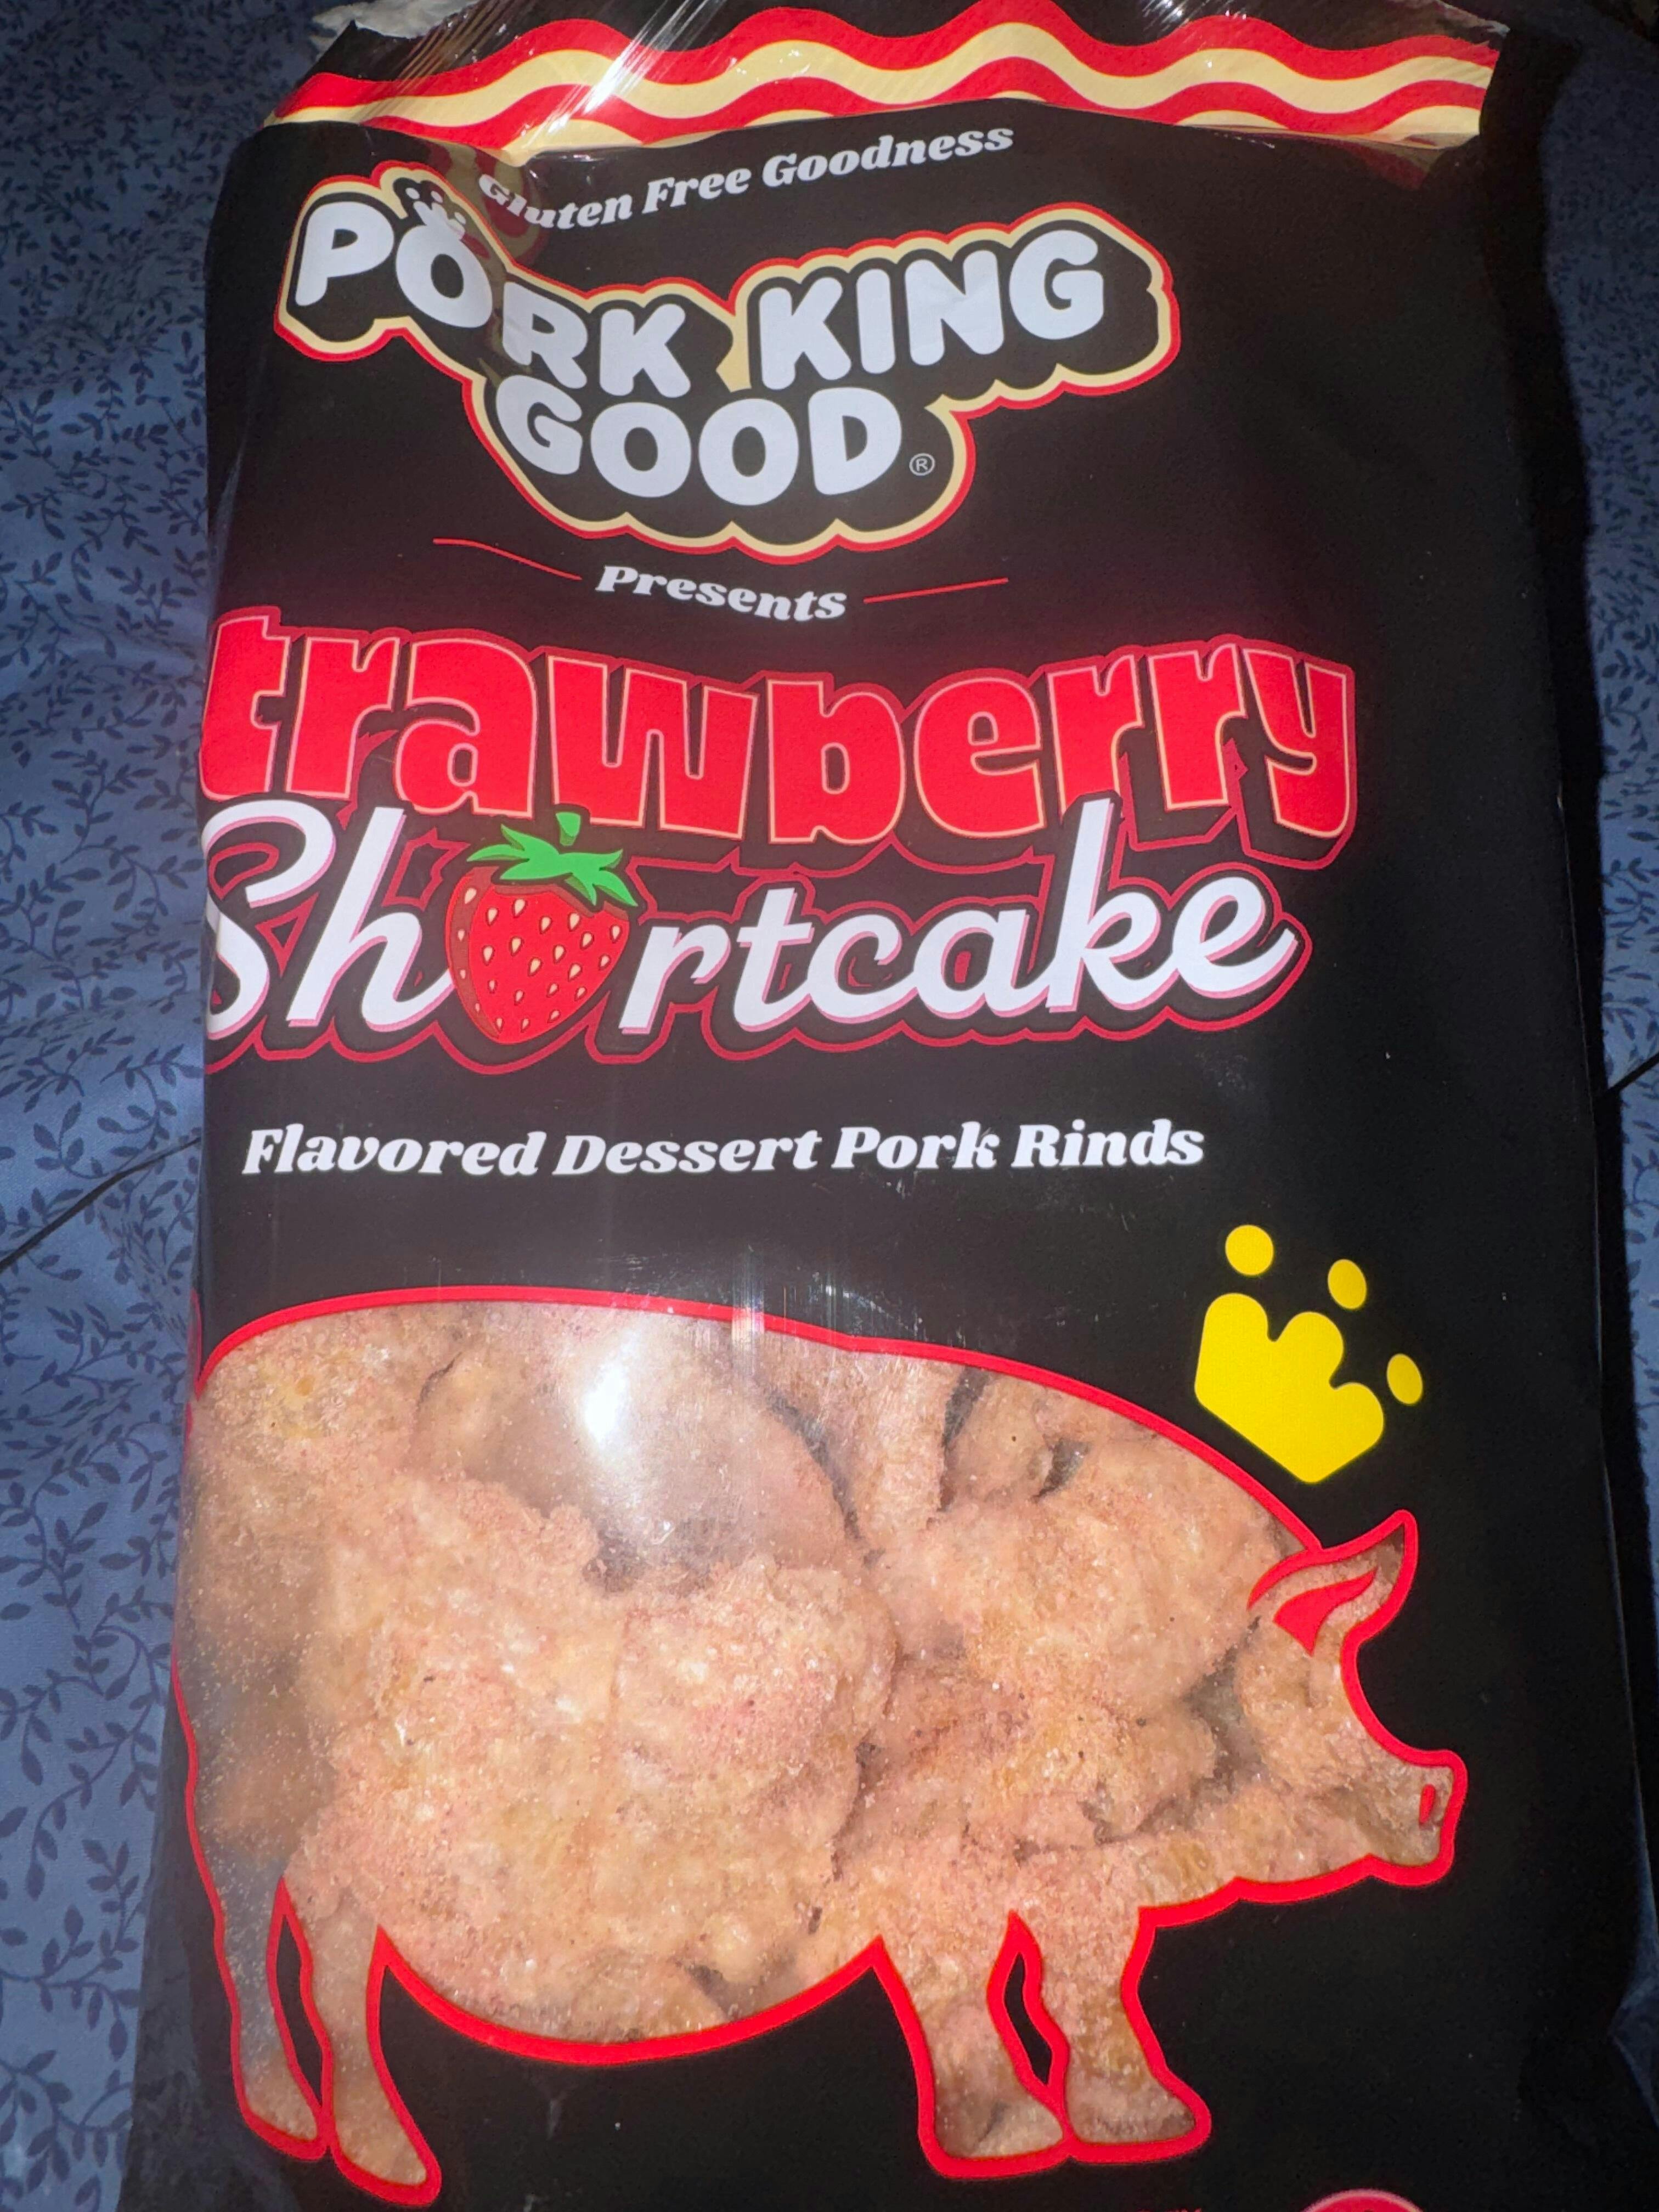 Gluten Free Goodness
PORK KING
GOOD®
Presents
trawberry
Shortcake
Flavored Dessert Pork Rinds